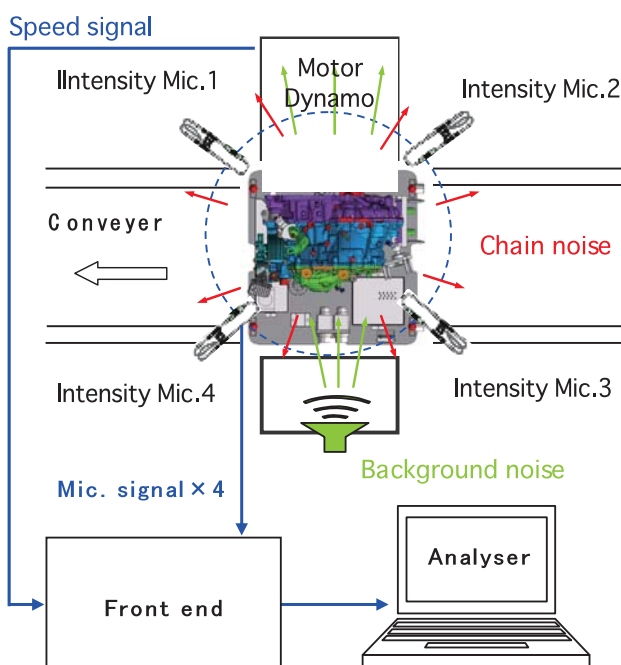 Speed signal
Motor
Dynamo
IIntensity Mic.1
Intensity Mic.2
Conveyer
Chain noise
Intensity Mic.4
Intensity Mic.3
Background noise
Mic. signal × 4
Analyser
Front end